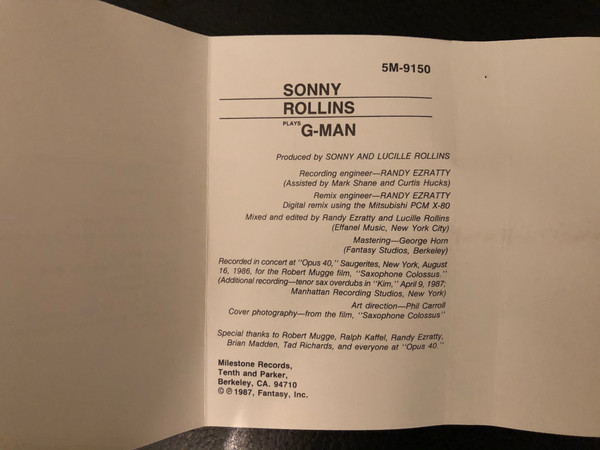 5M-9150
SONNY
ROLLINS
PLAYS G-MAN
Produced by SONNY AND LUCILLE ROLLINS
Recording engineer—RANDY EZRATTY
(Assisted by Mark Shane and Curtis Hucks)
Remix engineer—RANDY EZRATTY
Digital remix using the Mitsubishi PCM X-80
Mixed and edited by Randy Ezratty and Lucille Rollins
(Effanel Music, New York City)
Mastering—George Horn
(Fantasy Studios, Berkeley)
Recorded in concert at "Opus 40," Saugerites, New York, August
16, 1986, for the Robert Mugge film, "Saxophone Colossus."
(Additional recording—tenor sax overdubs in "Kim," April 9, 1987;
Manhattan Recording Studios, New York)
Art direction—Phil Carroll
Cover photography—from the film, "Saxophone Colossus"
Special thanks to Robert Mugge, Ralph Kaffel, Randy Ezratty,
Brian Madden, Tad Richards, and everyone at "Opus 40."
Milestone Records,
Tenth and Parker,
Berkeley, CA. 94710
© ℗ 1987, Fantasy, Inc.